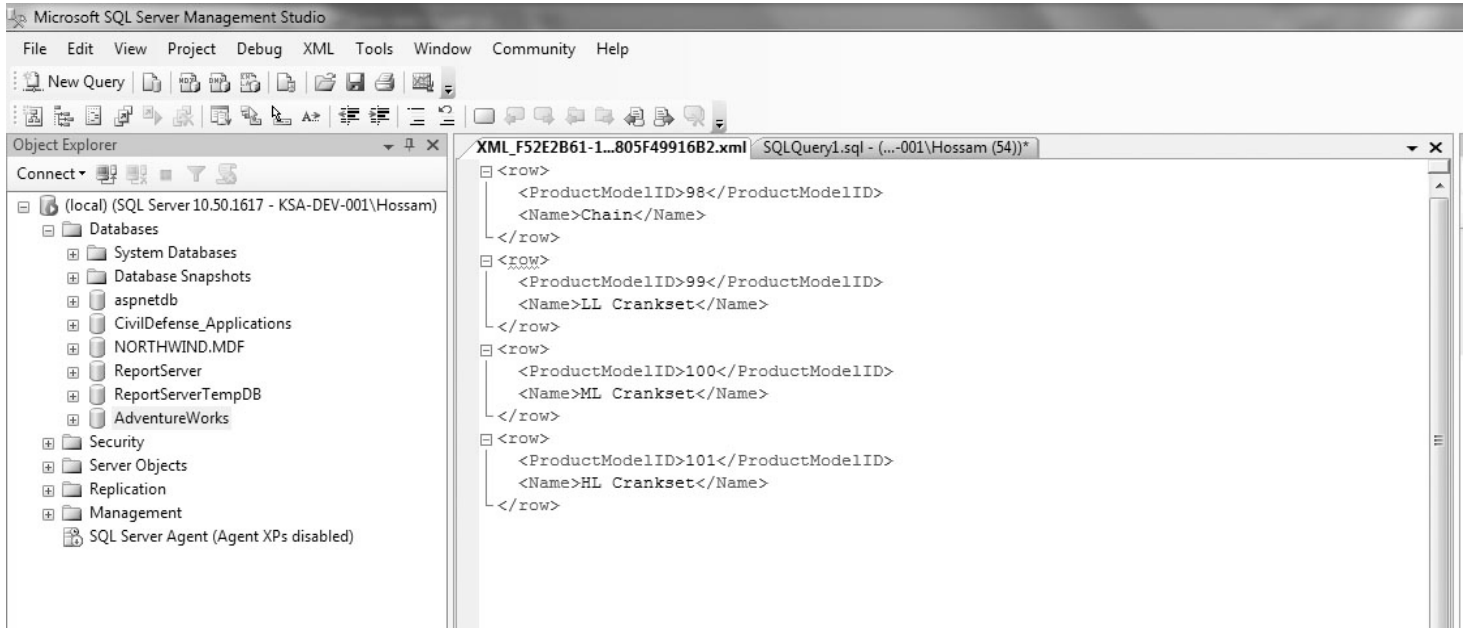 Microsoft SQL Server Management Studio
File Edit View Project Debug XML Tools Window Community Help
New Query
Object Explorer
Connect
(local) (SQL Server 10.50.1617 - KSA-DEV-001\Hossam)
Databases
System Databases
Database Snapshots
aspnetdb
CivilDefense_Applications
NORTHWIND.MDF
ReportServer
ReportServerTempDB
AdventureWorks
Security
Server Objects
Replication
Management
SQL Server Agent (Agent XPs disabled)
XML_F52E2B61-1...805F49916B2.xml SQLQuery1.sql - (...-001\Hossam (54))*
<row>
<ProductModelID>98</ProductModelID>
<Name>Chain</Name>
</row>
<row>
<ProductModelID>99</ProductModelID>
<Name>LL Crankset</Name>
</row>
<row>
<ProductModelID>100</ProductModelID>
<Name>ML Crankset</Name>
</row>
<row>
<ProductModelID>101</ProductModelID>
<Name>HL Crankset</Name>
</row>